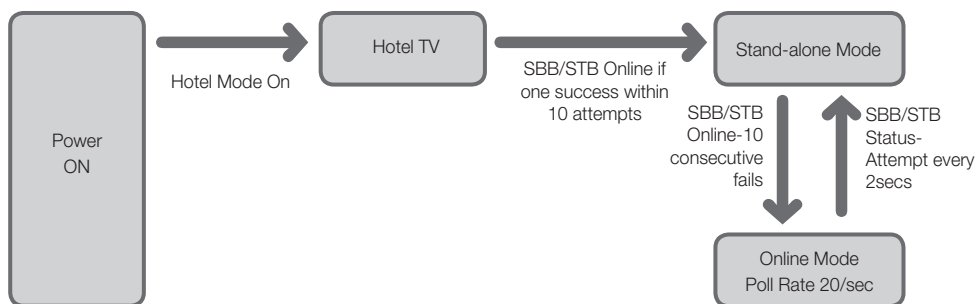 Power
ON
Hotel Mode On
Hotel TV
SBB/STB Online if
one success within
10 attempts
Stand-alone Mode
SBB/STB
Online-10
consecutive
fails
SBB/STB
Status-
Attempt every
2secs
Online Mode
Poll Rate 20/sec